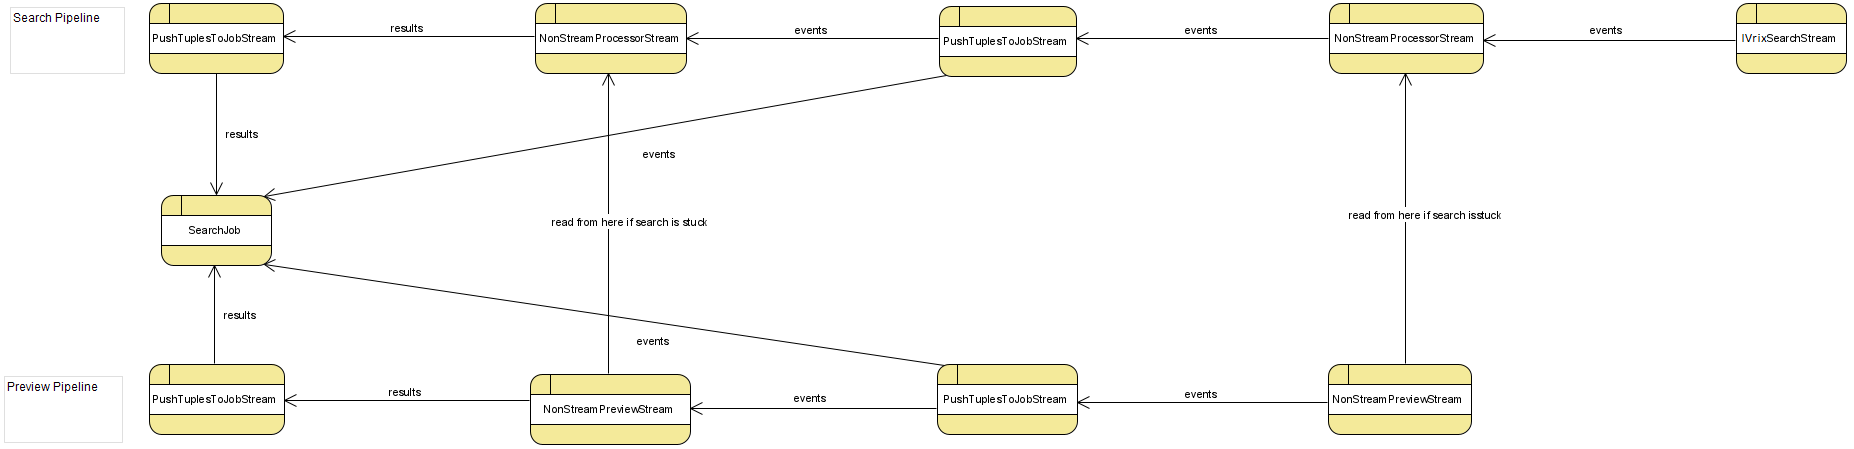 Search Pipeline
PushTuplesToJobStream
results
NonStreamProcessorStream
events
PushTuplesToJobStream
events
NonStreamProcessorStream
events
IVrixSearchStream
results
events
read from here if search is stuck
read from here if search isstuck
SearchJob
results
events
Preview Pipeline
PushTuplesToJobStream
results
NonStreamPreviewStream
events
PushTuplesToJobStream
events
NonStreamPreviewStream